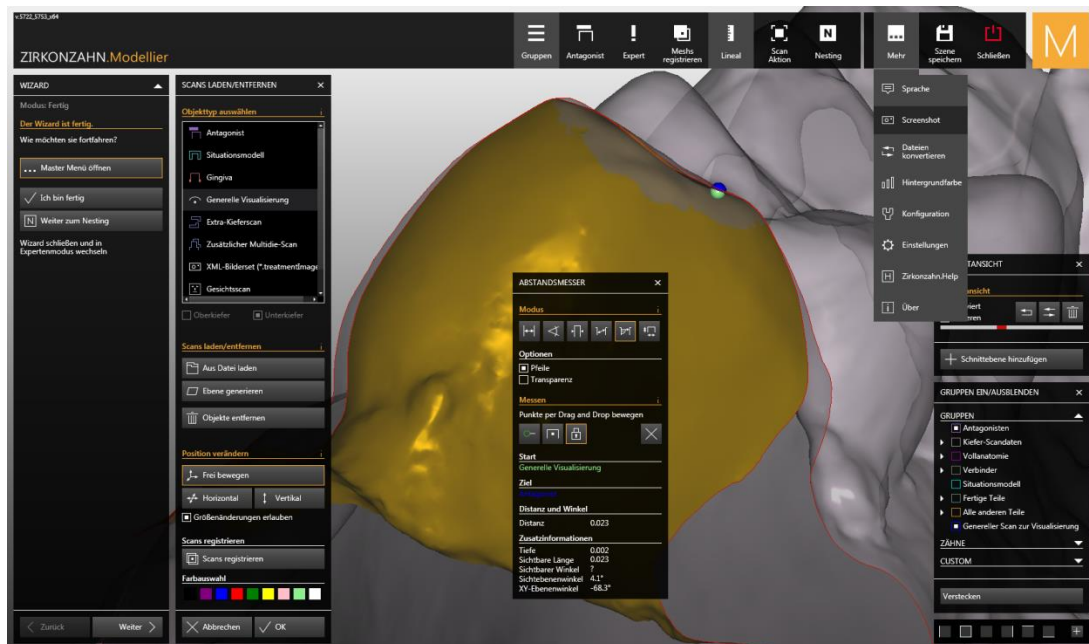 v:5722_5753_x64
ZIRKONZAHN.Modellier
Gruppen
Antagonist
Expert
Meshs
registrieren
Lineal
Scan
Aktion
Nesting
Mehr
Szene
speichern
Schließen
WIZARD
Modus: Fertig
Der Wizard ist fertig.
Wie möchten sie fortfahren?
... Master Menü öffnen
Ich bin fertig
N Weiter zum Nesting
Wizard schließen und in
Expertenmodus wechseln
< Zurück
Weiter >
SCANS LADEN/ENTFERNEN
Objekttyp auswählen
Antagonist
Situationsmodell
Gingiva
Generelle Visualisierung
Extra-Kieferscan
Zusätzlicher Multidie-Scan
XML-Bilderset (*.treatmentImage
Gesichtsscan
Oberkiefer
Unterkiefer
Scans laden/entfernen
Aus Datei laden
Ebene generieren
Objekte entfernen
Position verändern
Frei bewegen
Horizontal
Vertikal
Größenänderungen erlauben
Scans registrieren
Scans registrieren
Farbauswahl
Abbrechen
OK
ABSTANDSMESSER
Modus
Optionen
Pfeile
Transparenz
Messen
Punkte per Drag and Drop bewegen
Start
Generelle Visualisierung
Ziel
Antagonist
Distanz und Winkel
Distanz 0.023
Zusatzinformationen
Tiefe 0.002
Sichtbare Länge 0.023
Sichtbarer Winkel ?
Sichtebenenwinkel 4.1°
XY-Ebenenwinkel -68.3°
Sprache
Screenshot
Dateien
konvertieren
Hintergrundfarbe
Konfiguration
Einstellungen
Zirkonzahn.Help
Über
TANSICHT
ansicht
Schnittebene hinzufügen
GRUPPEN EIN/AUSBLENDEN
GRUPPEN
Antagonisten
Kiefer-Scandaten
Vollanatomie
Verbinder
Situationsmodell
Fertige Teile
Alle anderen Teile
Genereller Scan zur Visualisierung
ZÄHNE
CUSTOM
Verstecken